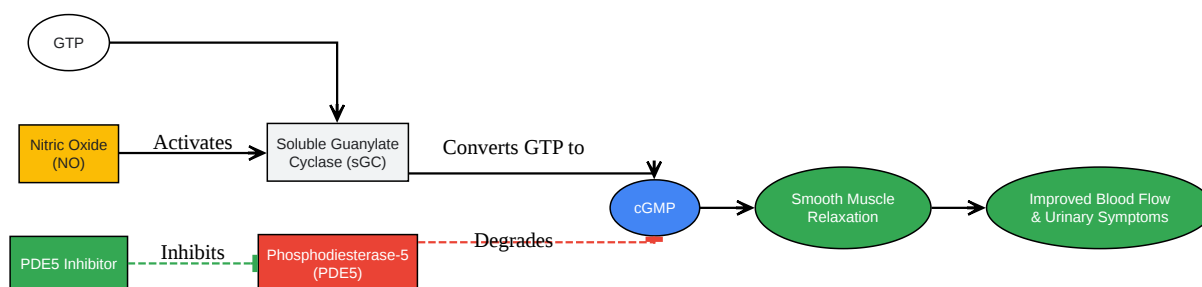 GTP
Nitric Oxide
(NO)
Activates
Soluble Guanylate
Cyclase (sGC)
Converts GTP to
cGMP
Smooth Muscle
Relaxation
Improved Blood Flow
& Urinary Symptoms
PDE5 Inhibitor
Inhibits
Phosphodiesterase-5
(PDE5)
Degrades